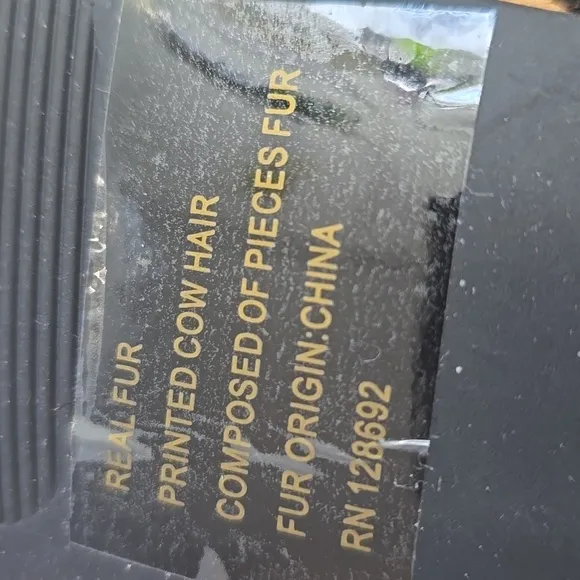 REAL FUR
PRINTED COW HAIR
COMPOSED OF PIECES FUR
FUR ORIGIN:CHINA
RN 128692